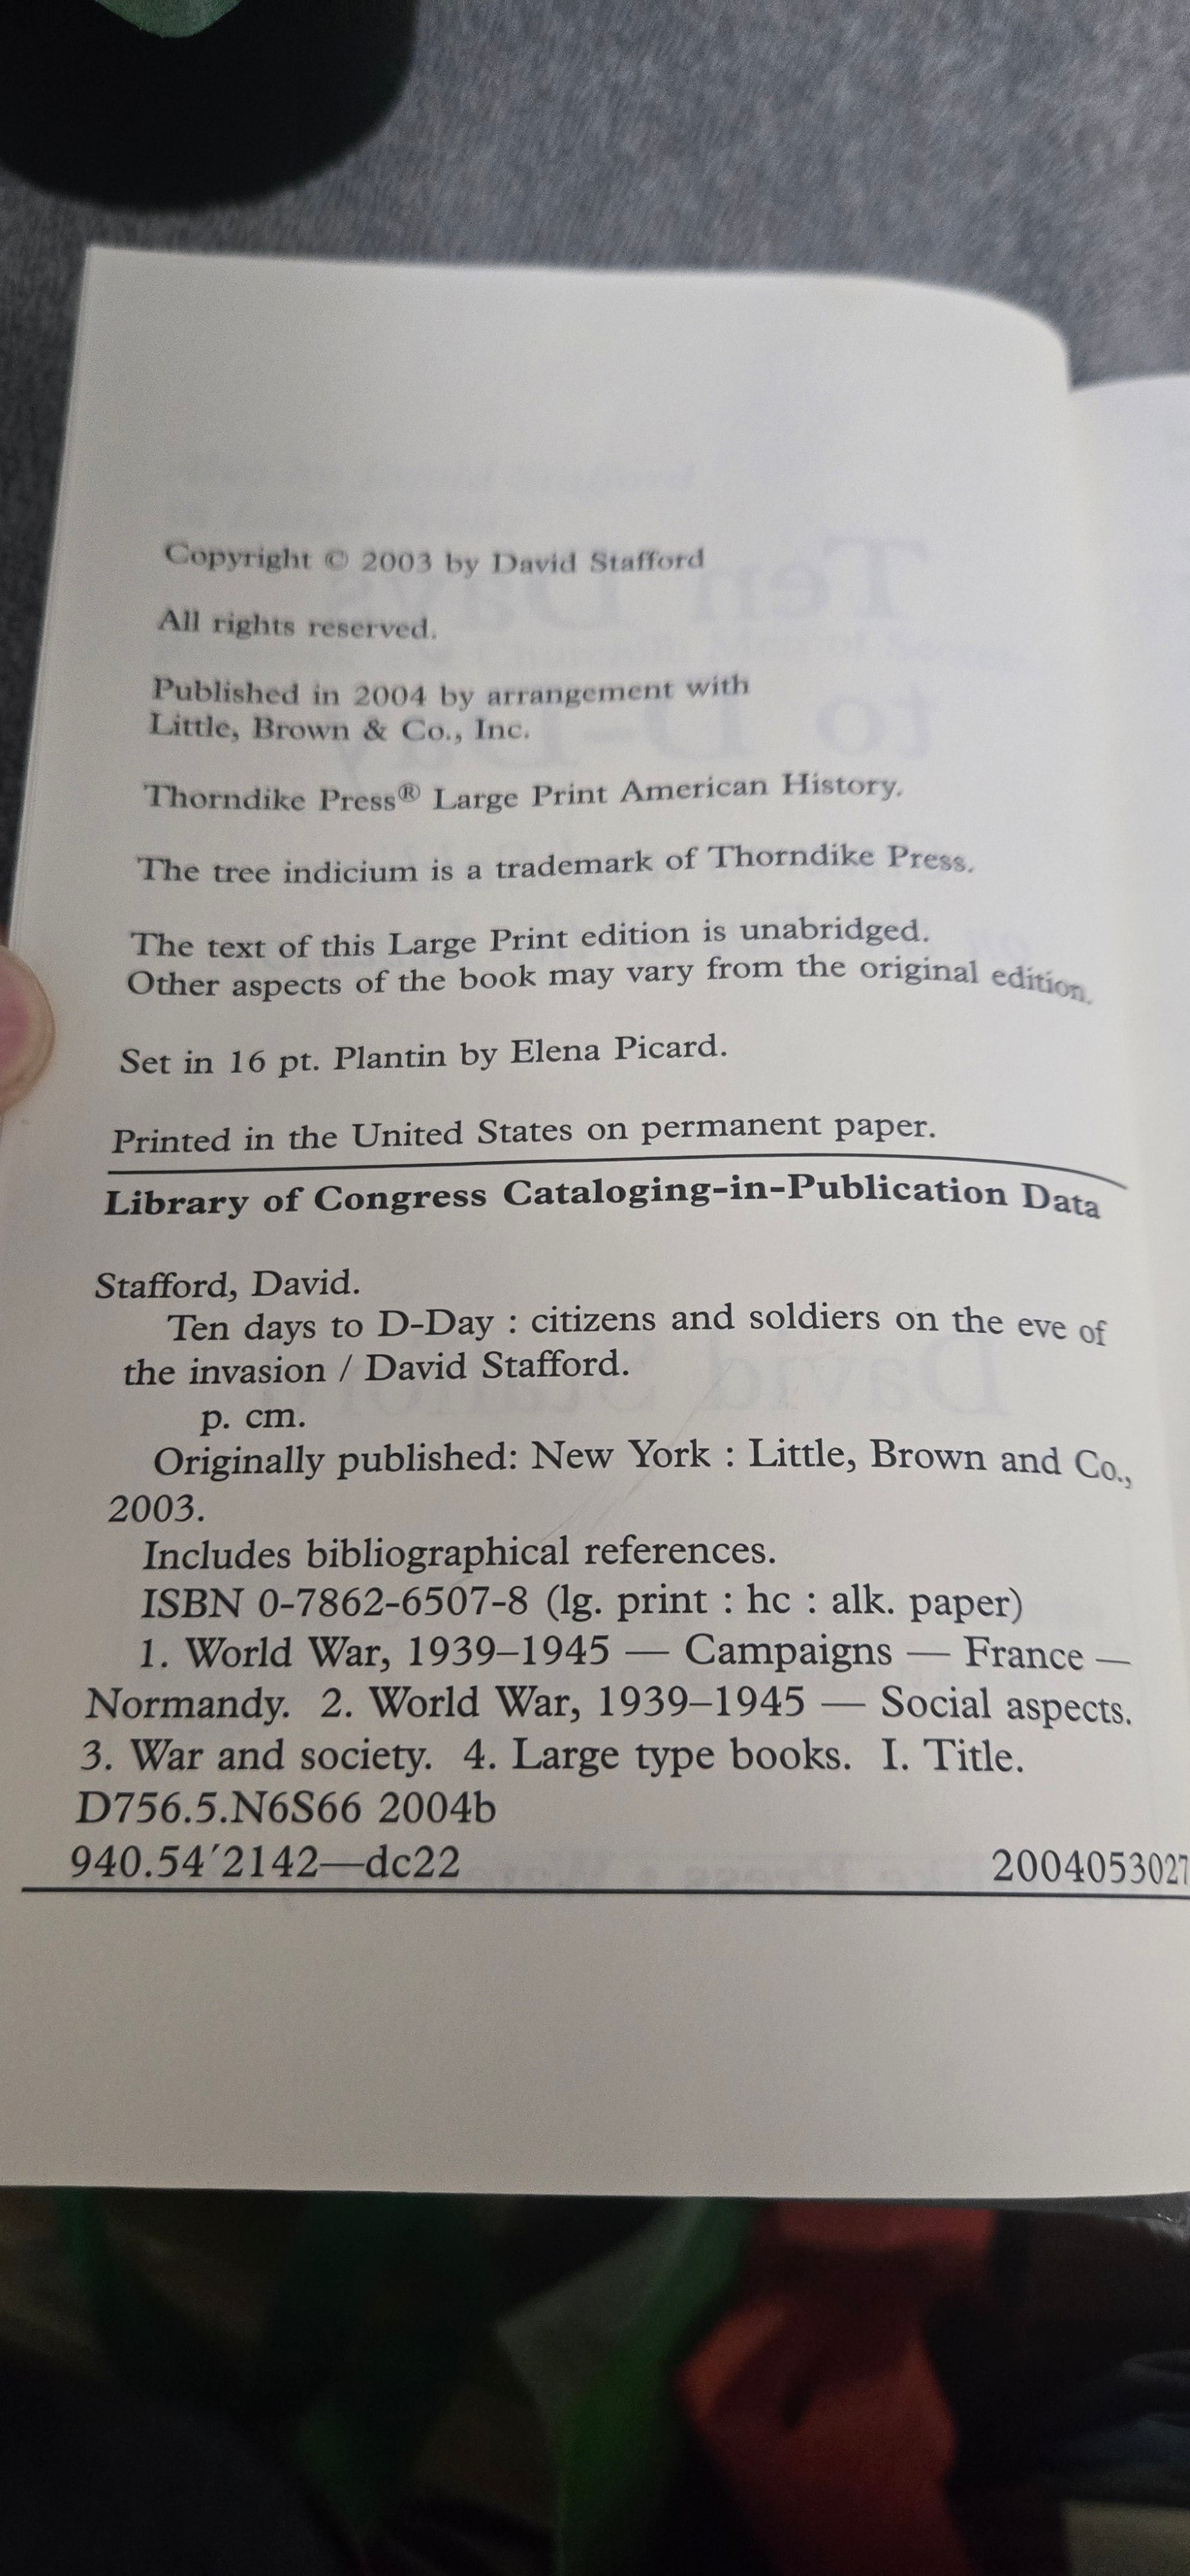 Copyright © 2003 by David Stafford
All rights reserved.
Published in 2004 by arrangement with
Little, Brown & Co., Inc.
Thorndike Press® Large Print American History.
The tree indicium is a trademark of Thorndike Press.
The text of this Large Print edition is unabridged.
Other aspects of the book may vary from the original edition.
Set in 16 pt. Plantin by Elena Picard.
Printed in the United States on permanent paper.
Library of Congress Cataloging-in-Publication Data
Stafford, David.
Ten days to D-Day : citizens and soldiers on the eve of
the invasion / David Stafford.
p. cm.
Originally published: New York : Little, Brown and Co.,
2003.
Includes bibliographical references.
ISBN 0-7862-6507-8 (lg. print : hc : alk. paper)
1. World War, 1939–1945 — Campaigns — France —
Normandy. 2. World War, 1939–1945 — Social aspects.
3. War and society. 4. Large type books. I. Title.
D756.5.N6S66 2004b
940.54′2142—dc22 2004053027